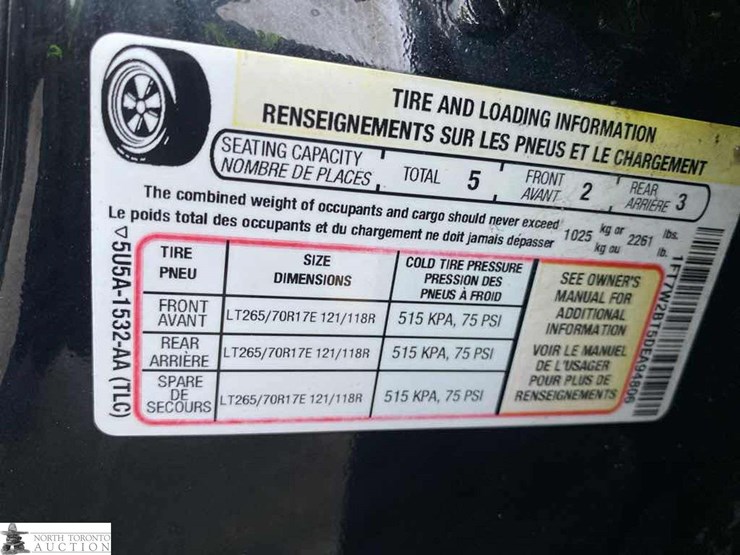 TIRE AND LOADING INFORMATION
RENSEIGNEMENTS SUR LES PNEUS ET LE CHARGEMENT
SEATING CAPACITY
NOMBRE DE PLACES
TOTAL 5
FRONT
AVANT 2
REAR
ARRIÈRE 3
The combined weight of occupants and cargo should never exceed 1025 kg or 2261 lbs.
Le poids total des occupants et du chargement ne doit jamais dépasser kg ou lb.
TIRE
PNEU
SIZE
DIMENSIONS
COLD TIRE PRESSURE
PRESSION DES
PNEUS À FROID
FRONT
AVANT
LT265/70R17E 121/118R
515 KPA, 75 PSI
REAR
ARRIÈRE
LT265/70R17E 121/118R
515 KPA, 75 PSI
SPARE
DE
SECOURS
LT265/70R17E 121/118R
515 KPA, 75 PSI
SEE OWNER'S
MANUAL FOR
ADDITIONAL
INFORMATION
VOIR LE MANUEL
DE L'USAGER
POUR PLUS DE
RENSEIGNEMENTS
▽5U5A-1532-AA (TLC)
1FT7W2BT5DEA94806
NORTH TORONTO
AUCTION